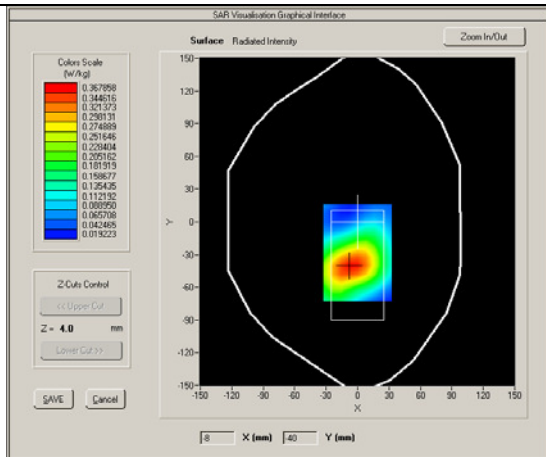 SAR Visualisation Graphical Interface
Surface Radiated Intensity
Zoom In/Out
Colors Scale
(W/kg)
0.367858
0.344616
0.321373
0.298131
0.274889
0.251646
0.228404
0.205162
0.181919
0.158677
0.135435
0.112192
0.088950
0.065708
0.042465
0.019223
Z-Cuts Control
<< Upper Cut
Z = 4.0 mm
Lower Cut >>
SAVE
Cancel
150
120
90
60
30
0
-30
-60
-90
-120
-150
Y
-150 -120 -90 -60 -30 0 30 60 90 120 150
X
-8 X (mm) -40 Y (mm)